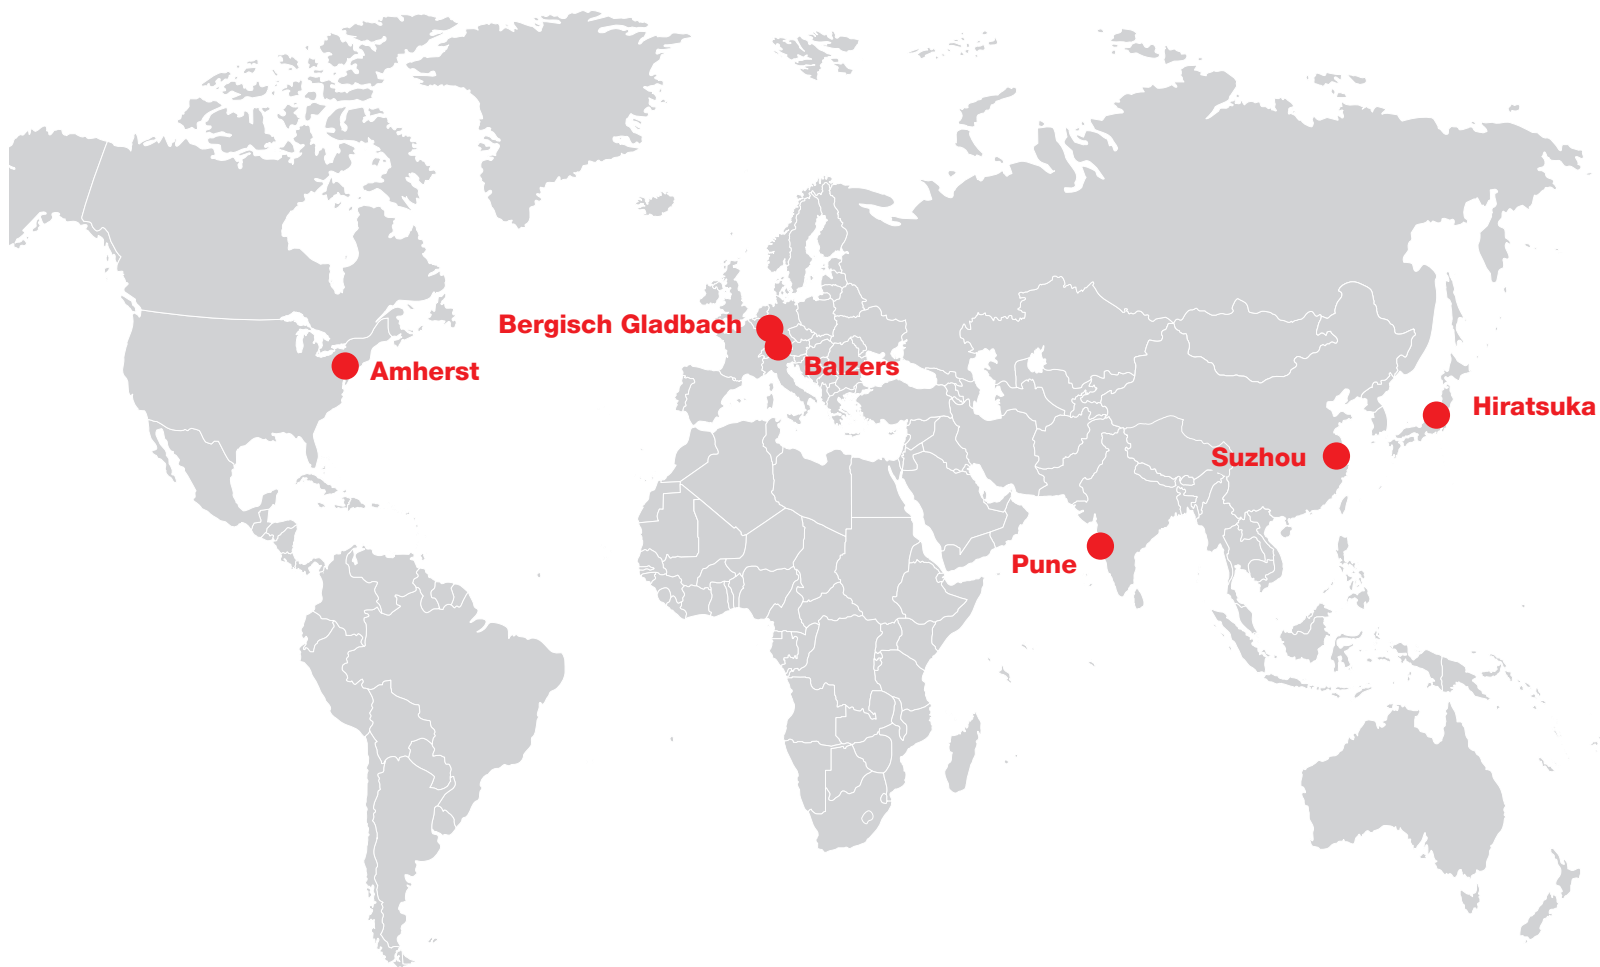 Bergisch Gladbach
Balzers
Amherst
Hiratsuka
Suzhou
Pune